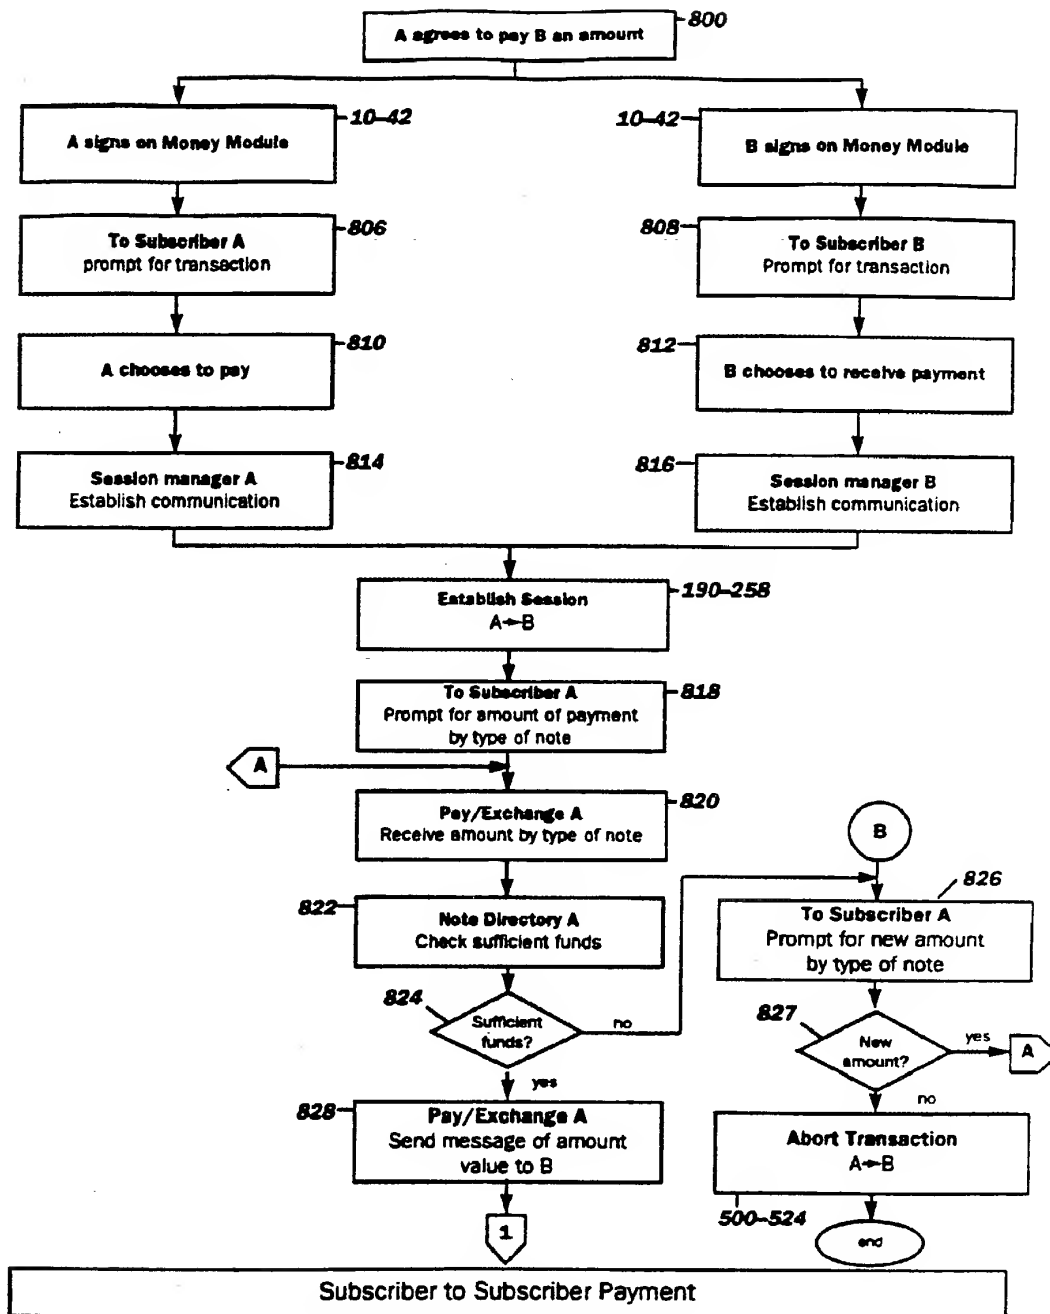 800
A agrees to pay B an amount
10-42
A signs on Money Module
10-42
B signs on Money Module
806
To Subscriber A
prompt for transaction
808
To Subscriber B
Prompt for transaction
810
A chooses to pay
812
B chooses to receive payment
814
Session manager A
Establish communication
816
Session manager B
Establish communication
190-258
Establish Session
A→B
818
To Subscriber A
Prompt for amount of payment
by type of note
A
820
Pay/Exchange A
Receive amount by type of note
822
Note Directory A
Check sufficient funds
824
Sufficient
funds?
no
yes
B
826
To Subscriber A
Prompt for new amount
by type of note
827
New
amount?
yes
A
no
828
Pay/Exchange A
Send message of amount
value to B
1
Abort Transaction
A→B
500-524
end
Subscriber to Subscriber Payment